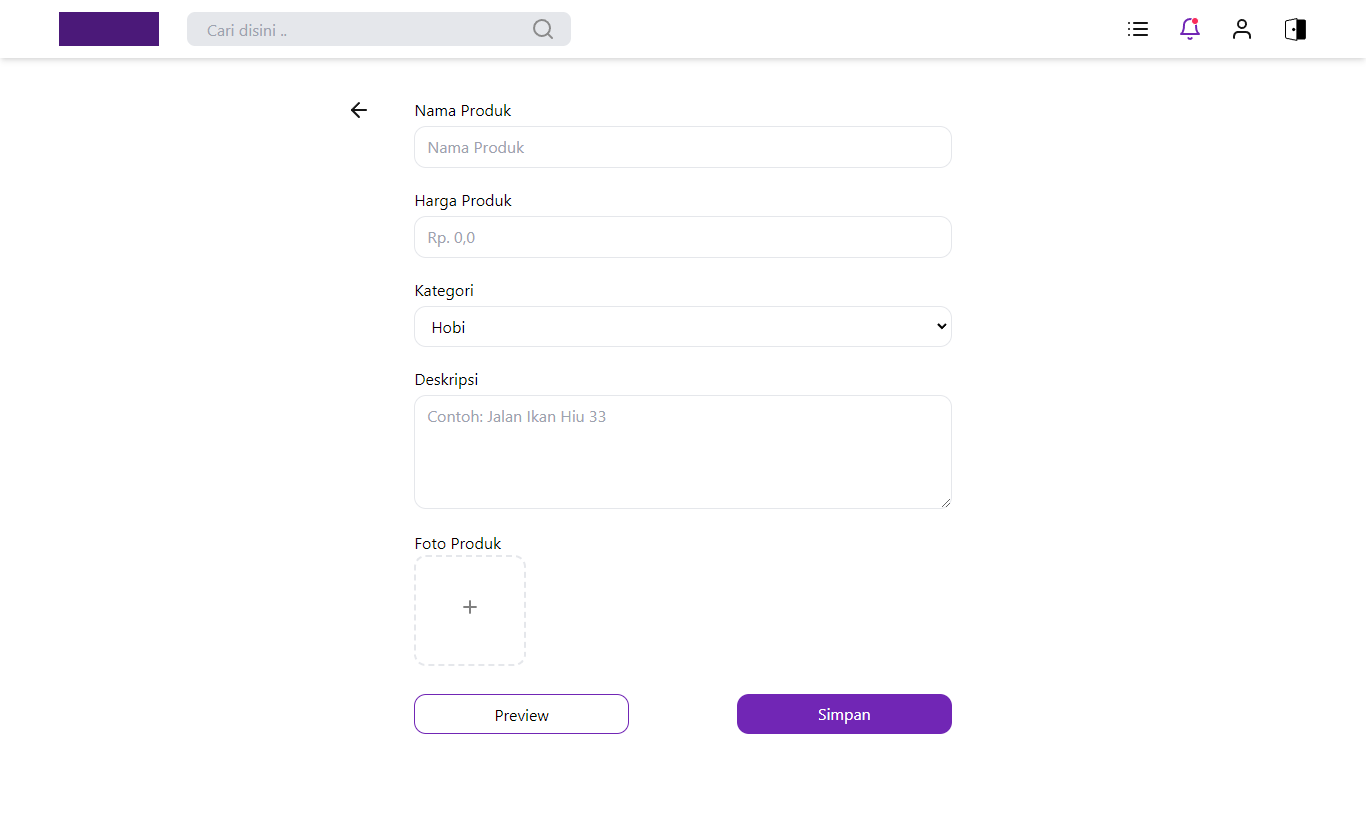 Cari disini ..
Nama Produk
Nama Produk
Harga Produk
Rp. 0,0
Kategori
Hobi
Deskripsi
Contoh: Jalan Ikan Hiu 33
Foto Produk
+
Preview
Simpan